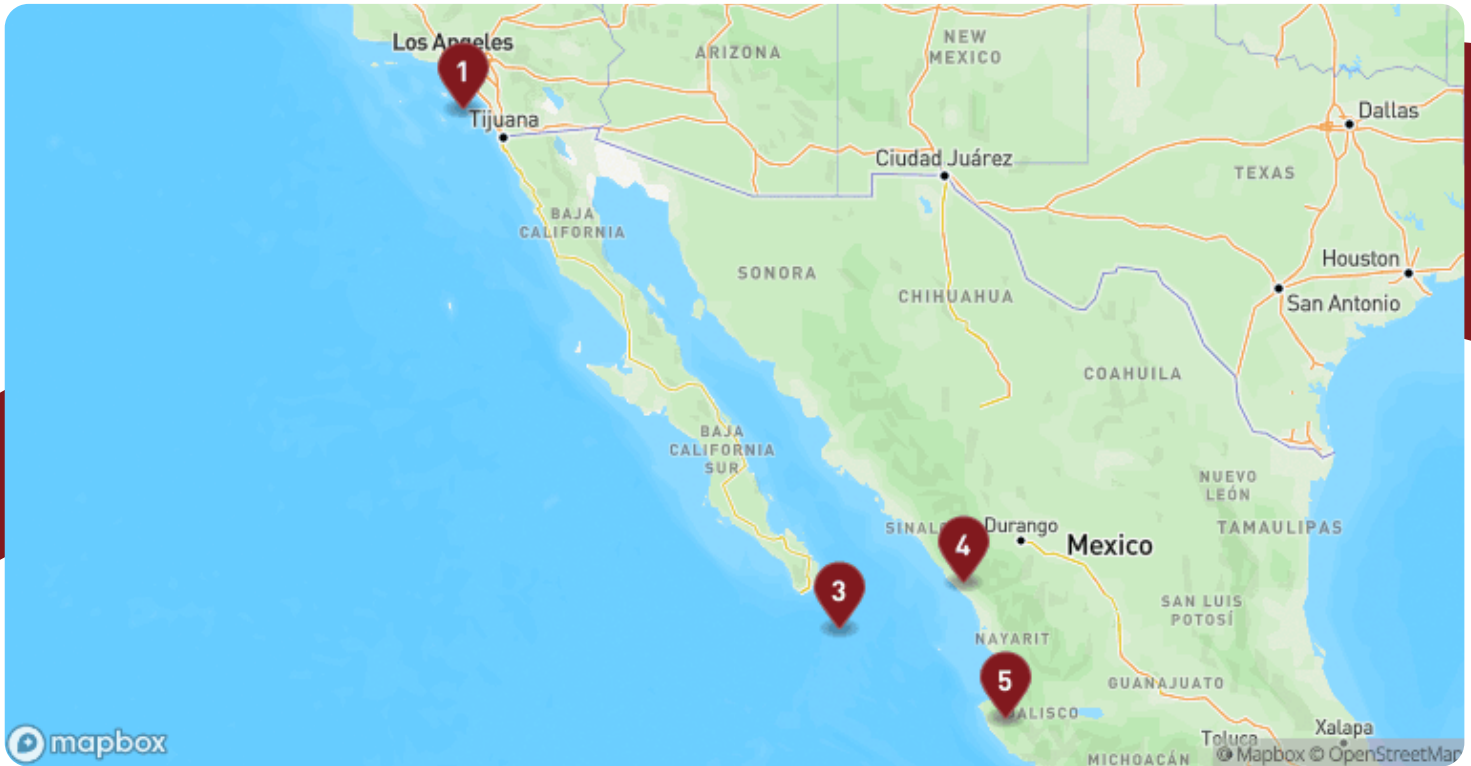 Los Angeles
1
Tijuana
ARIZONA
NEW
MEXICO
Dallas
Ciudad Juárez
TEXAS
BAJA
CALIFORNIA
SONORA
CHIHUAHUA
Houston
San Antonio
COAHUILA
BAJA
CALIFORNIA
SUR
NUEVO
LEÓN
SINAL
4
Durango
Mexico
TAMAULIPAS
3
SAN LUIS
POTOSÍ
NAYARIT
5
GUANAJUATO
ALISCO
Toluca
Xalapa
MICHOACÁN
mapbox
© Mapbox © OpenStreetMap